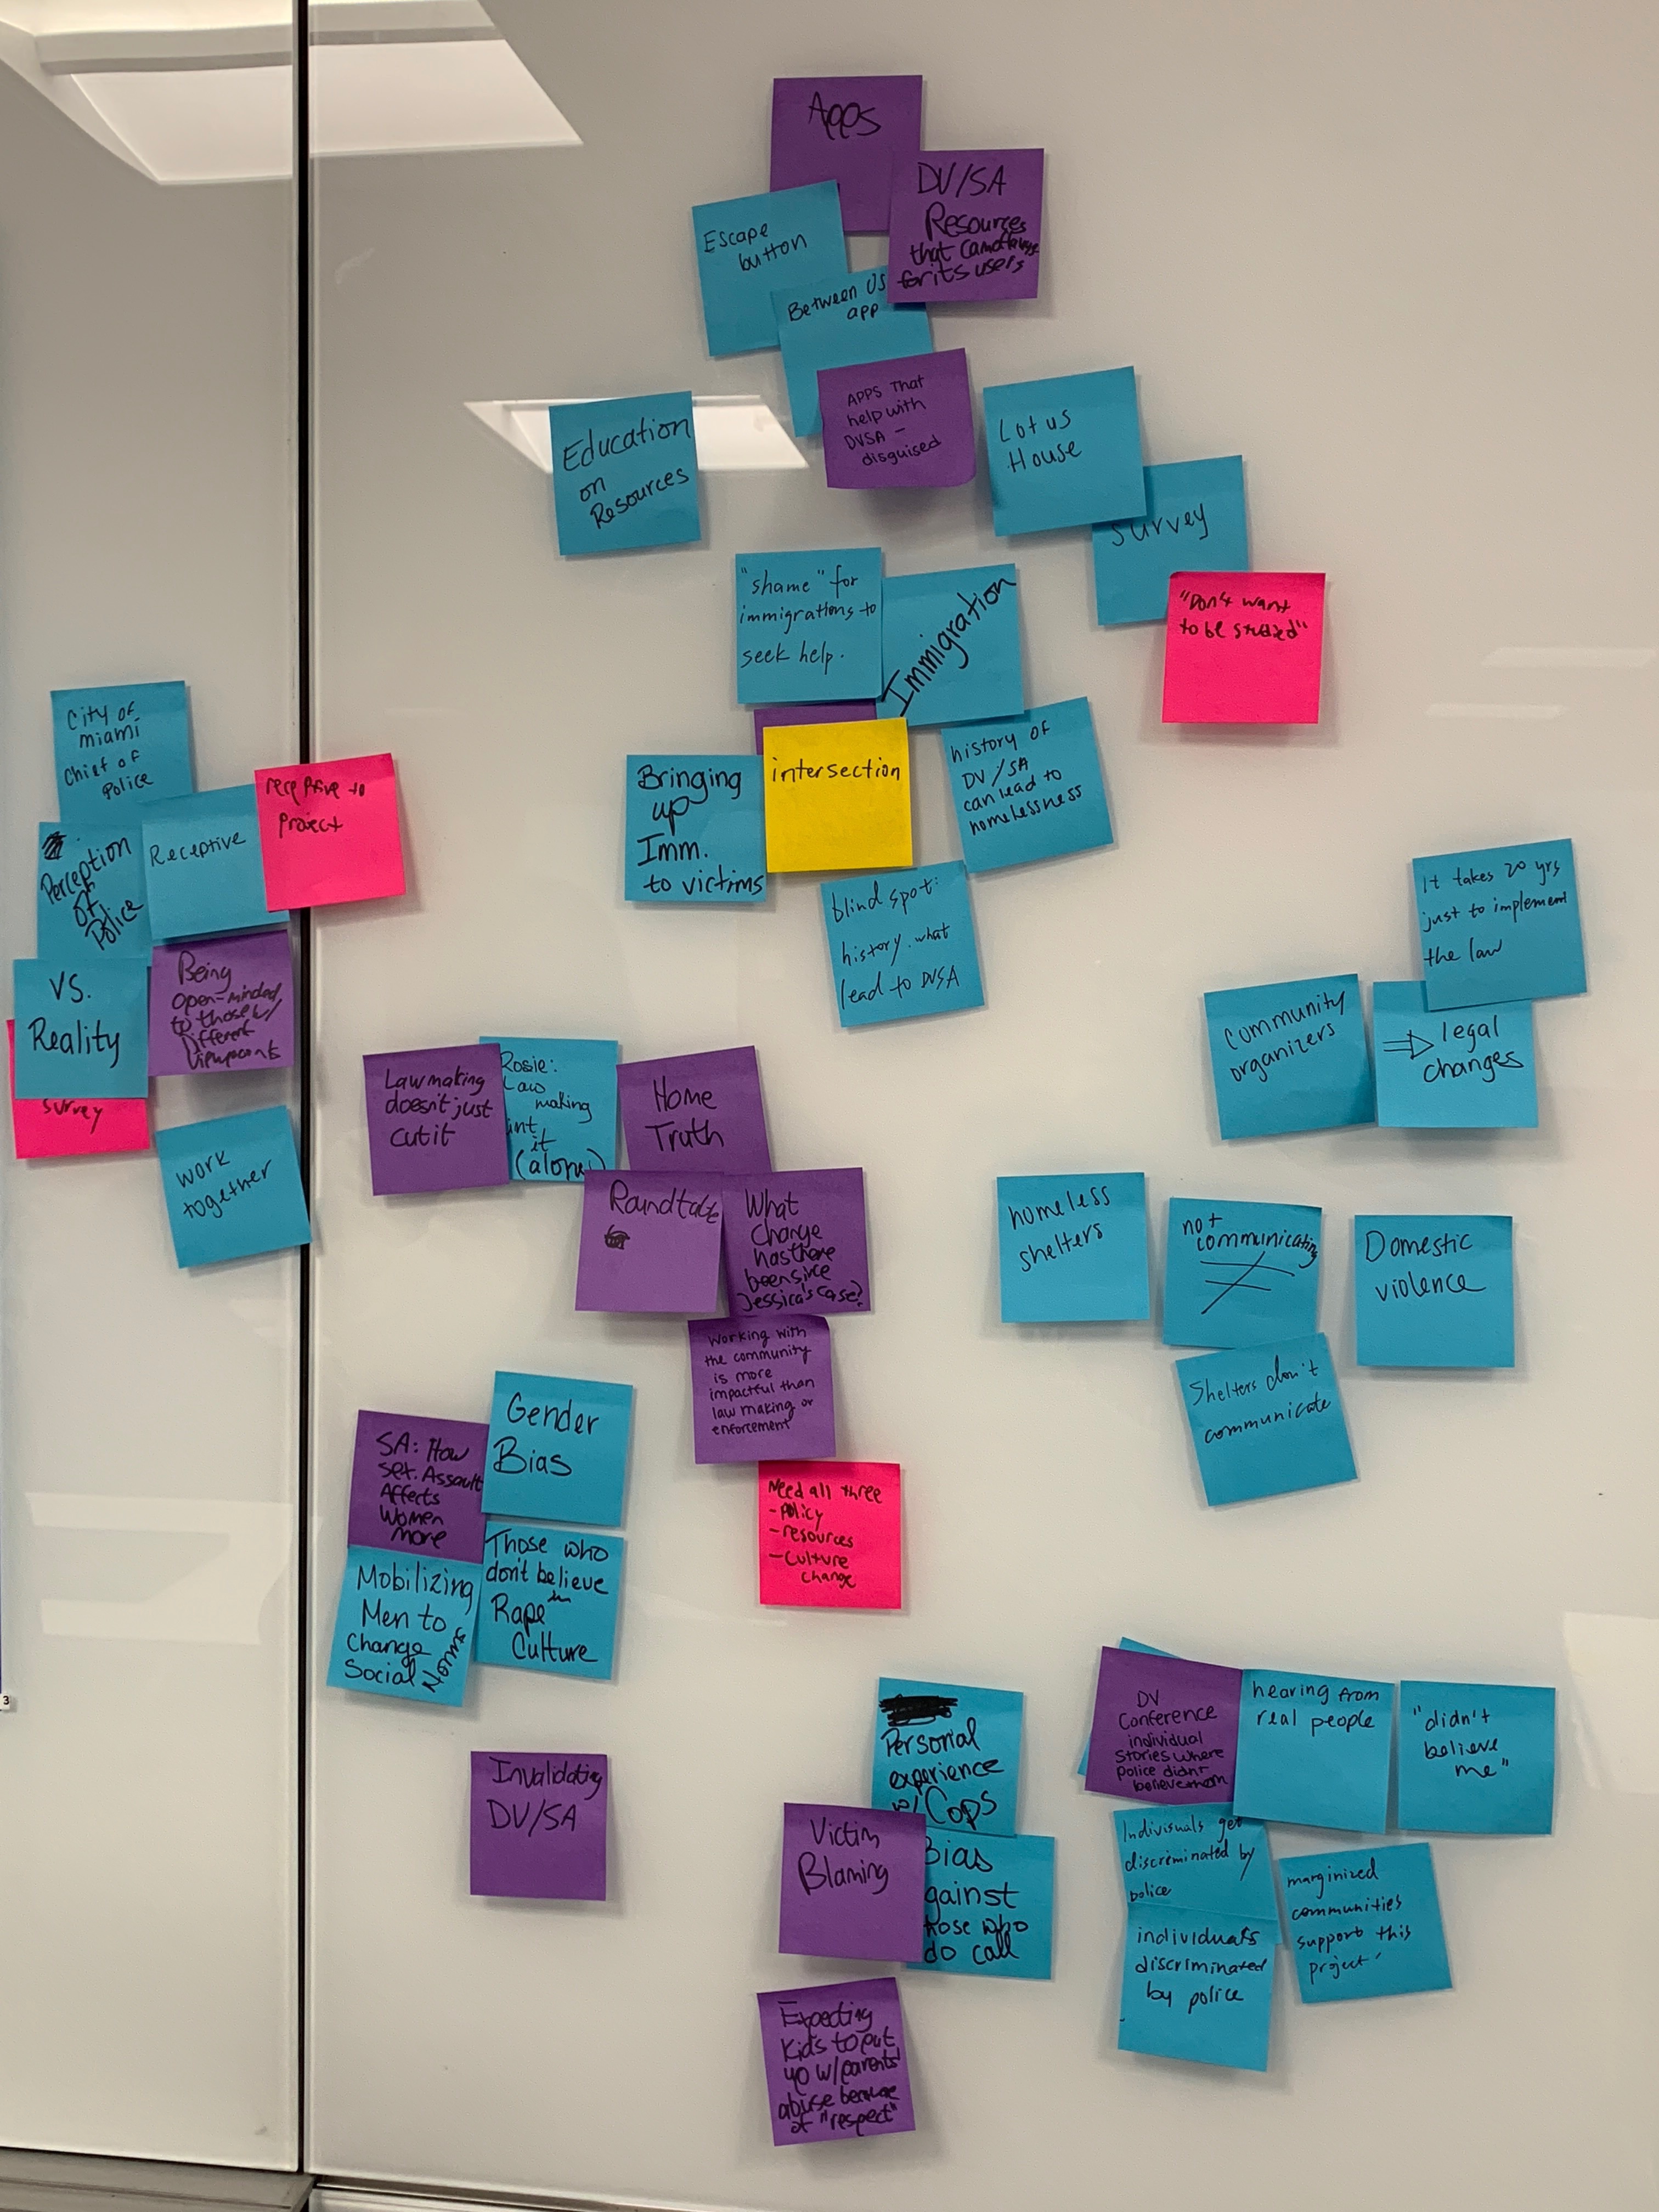 Apps
DV/SA
Resources
that camoflauge
for its users
Escape
button
Between Us
app
APPS That
help with
DVSA –
disguised
Education
on
Resources
Lotus
House
Survey
"Don't want
to be studied"
"shame" for
immigrations to
seek help.
Immigration
intersection
Bringing
up
Imm.
to victims
history of
DV/SA
can lead to
homelessness
blind spot:
history. what
lead to DVSA
City of
miami
Chief of
Police
Perception
of
Police
Receptive
receptive to
project
VS.
Reality
Being
open-minded
to those w/
Different
Viewpoints
survey
work
together
It takes 20 yrs
just to implement
the law
community
organizers
⇒ legal
changes
Lawmaking
doesn't just
cut it
Rosie:
Law
making
it
(alone)
Home
Truth
Roundtable
What
Change
has there
been since
Jessica's case?
Working with
the community
is more
impactful than
law making or
enforcement
Need all three
- Policy
- resources
- Culture
change
homeless
shelters
not
communicating
Domestic
violence
Shelters don't
communicate
Gender
Bias
SA: How
sex. Assault
Affects
Women
more
Mobilizing
Men to
Change
Social
Norms
Those who
don't believe
in
Rape
Culture
Invalidating
DV/SA
Personal
experience
w/ Cops
Victim
Blaming
Bias
gainst
hose who
do call
Expecting
Kids to put
up w/ parents'
abuse because
of "respect"
DV
Conference
individual
Stories where
police didn't
believe them
hearing from
real people
"didn't
believe
me"
Indivisuals get
discriminated by
police
individuals
discriminated
by police
marginized
communities
support this
project